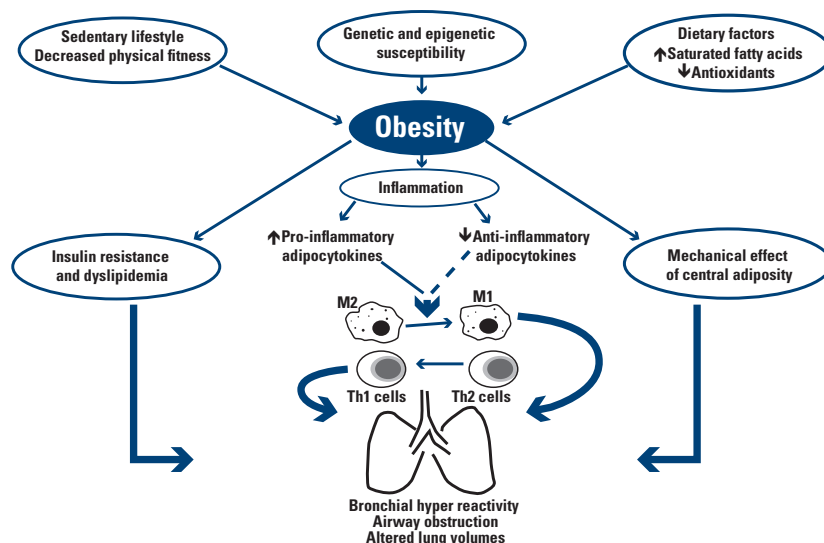 Sedentary lifestyle
Decreased physical fitness
Genetic and epigenetic
susceptibility
Dietary factors
↑Saturated fatty acids
↓Antioxidants
Obesity
Inflammation
↑Pro-inflammatory
adipocytokines
↓Anti-inflammatory
adipocytokines
Insulin resistance
and dyslipidemia
Mechanical effect
of central adiposity
M2
M1
Th1 cells
Th2 cells
Bronchial hyper reactivity
Airway obstruction
Altered lung volumes